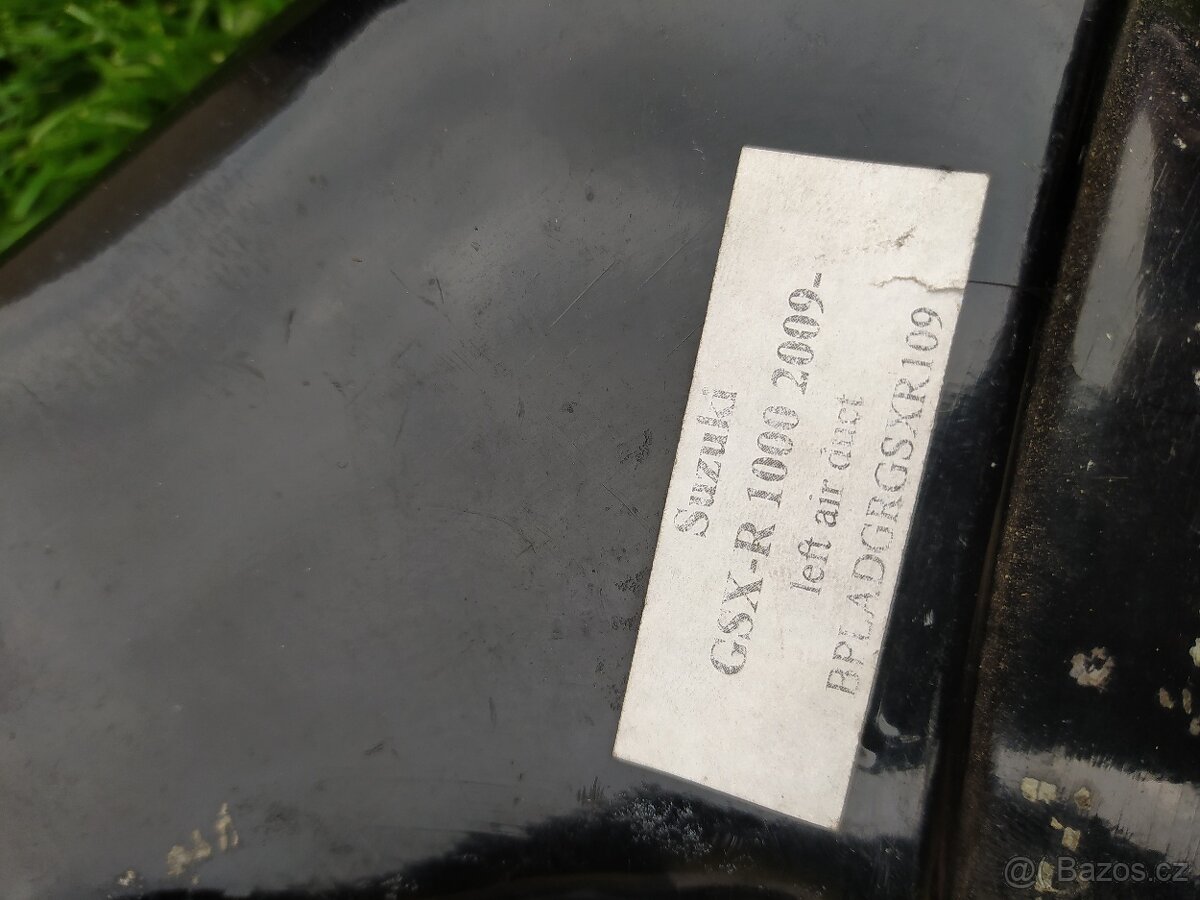 Suzuki
GSX-R 1000 2009-
left air duct
BPLADGRGSXR109
@Bazos.cz